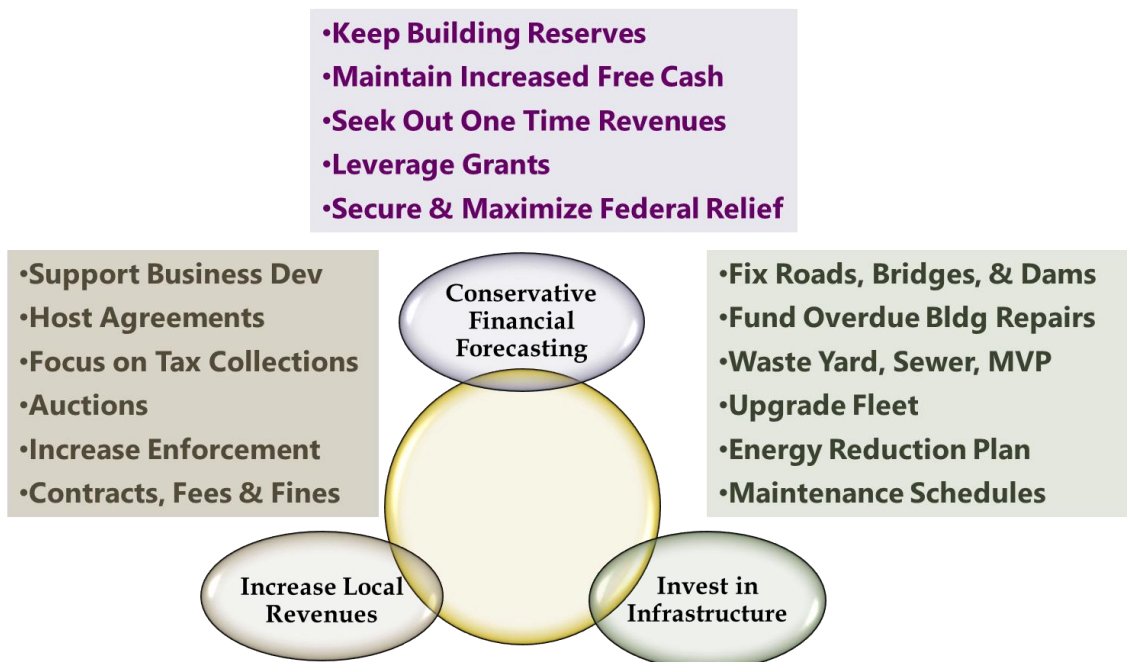 •Keep Building Reserves
•Maintain Increased Free Cash
•Seek Out One Time Revenues
•Leverage Grants
•Secure & Maximize Federal Relief
•Support Business Dev
•Host Agreements
•Focus on Tax Collections
•Auctions
•Increase Enforcement
•Contracts, Fees & Fines
Conservative
Financial
Forecasting
•Fix Roads, Bridges, & Dams
•Fund Overdue Bldg Repairs
•Waste Yard, Sewer, MVP
•Upgrade Fleet
•Energy Reduction Plan
•Maintenance Schedules
Increase Local
Revenues
Invest in
Infrastructure